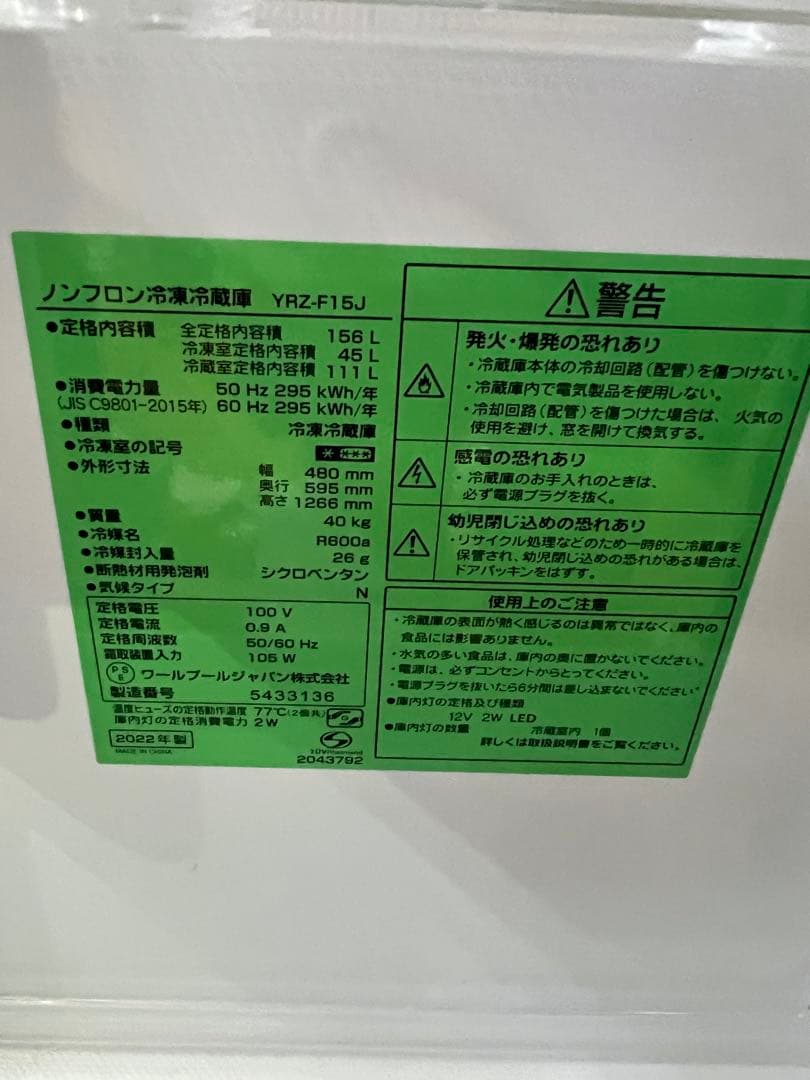 ノンフロン冷凍冷蔵庫 YRZ-F15J
●定格内容積 全定格内容積 156 L
冷凍室定格内容積 45 L
冷蔵室定格内容積 111 L
●消費電力量 50 Hz 295 kWh/年
(JIS C9801-2015年) 60 Hz 295 kWh/年
●種類 冷凍冷蔵庫
●冷凍室の記号 * ***
●外形寸法 幅 480 mm
奥行 595 mm
高さ 1266 mm
●質量 40 kg
●冷媒名 R600a
●冷媒封入量 26 g
●断熱材用発泡剤 シクロペンタン
●気候タイプ N
定格電圧 100 V
定格電流 0.9 A
定格周波数 50/60 Hz
霜取装置入力 105 W
PSE ワールプールジャパン株式会社
製造番号 5433136
温度ヒューズの定格動作温度 77℃(2個共)
庫内灯の定格消費電力 2W
2022年製
MADE IN CHINA
TÜVRheinland
2043792
警告
発火・爆発の恐れあり
・冷蔵庫本体の冷却回路(配管)を傷つけない。
・冷蔵庫内で電気製品を使用しない。
・冷却回路(配管)を傷つけた場合は、火気の
使用を避け、窓を開けて換気する。
感電の恐れあり
・冷蔵庫のお手入れのときは、
必ず電源プラグを抜く。
幼児閉じ込めの恐れあり
・リサイクル処理などのため一時的に冷蔵庫を
保管され、幼児閉じ込めの恐れがある場合は、
ドアパッキンをはずす。
使用上のご注意
・冷蔵庫の表面が熱く感じるのは異常ではなく、庫内の
食品には影響ありません。
・水気の多い食品は、庫内の奥に置かないでください。
・電源は、必ずコンセントからとってください。
・電源プラグを抜いたら6分間は差し込まないでください。
●庫内灯の定格及び種類
12V 2W LED
●庫内灯の数量 冷蔵室内 1個
詳しくは取扱説明書をご覧ください。